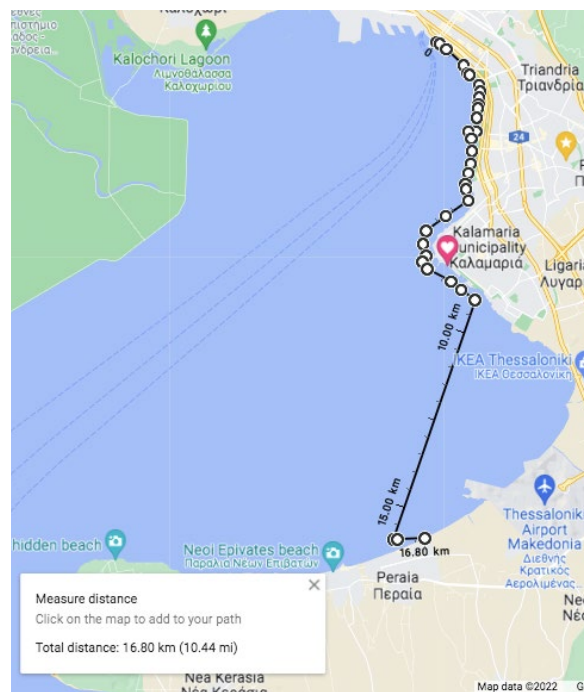 Καλοχώρι
Kalochori Lagoon
Λιμνοθάλασσα
Καλοχωρίου
0
Triandria
Τριανδρία
24
Kalamaria
Municipality
Καλαμαριά
Ligaria
10.00 km
IKEA Thessaloniki
ΙΚΕΑ Θεσσαλονίκη
15.00 km
16.80 km
Thessaloniki
Airport
Makedonia
Διεθνής
Κρατικός
Αερολιμένας...
hidden beach
Neoi Epivates beach
Παραλία Νέων Επιβατών
Peraia
Περαία
Measure distance
Click on the map to add to your path
Total distance: 16.80 km (10.44 mi)
Nea Kerasia
Map data ©2022